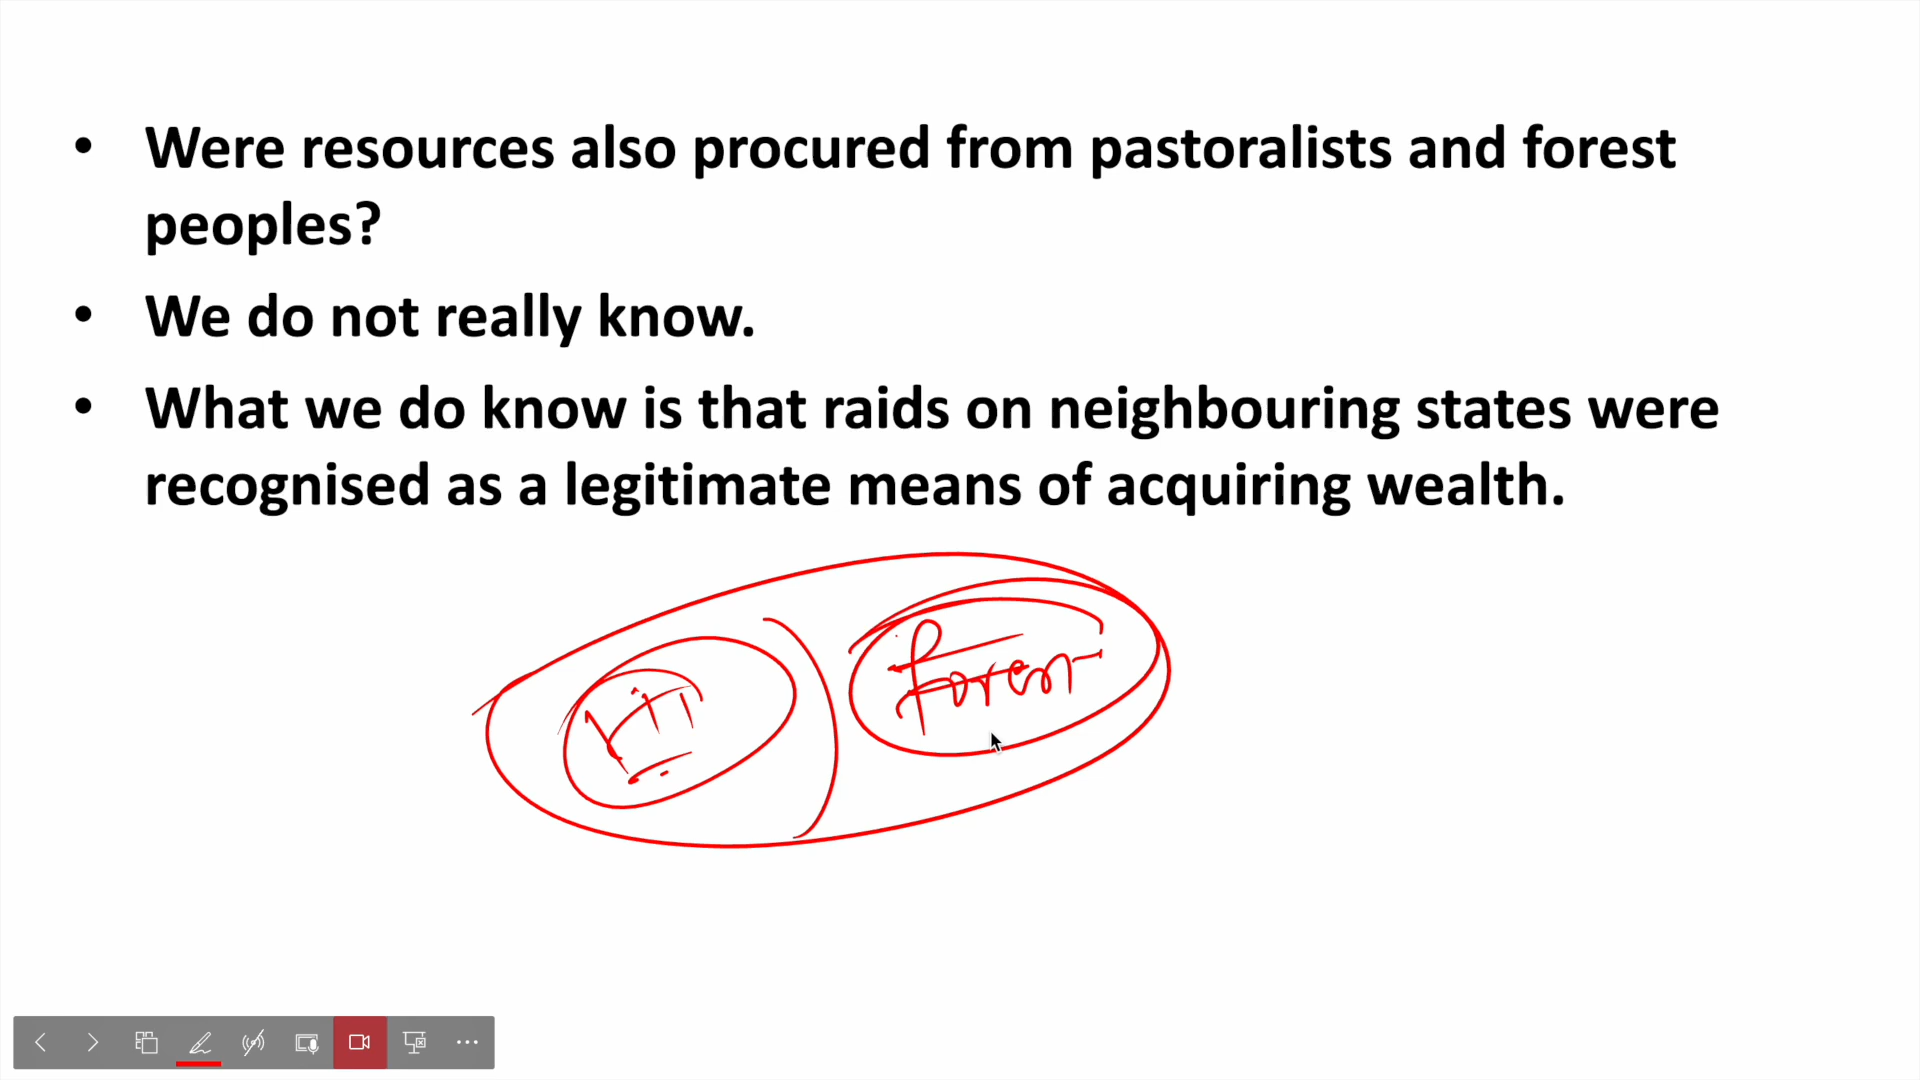 • Were resources also procured from pastoralists and forest
peoples?
• We do not really know.
• What we do know is that raids on neighbouring states were
recognised as a legitimate means of acquiring wealth.